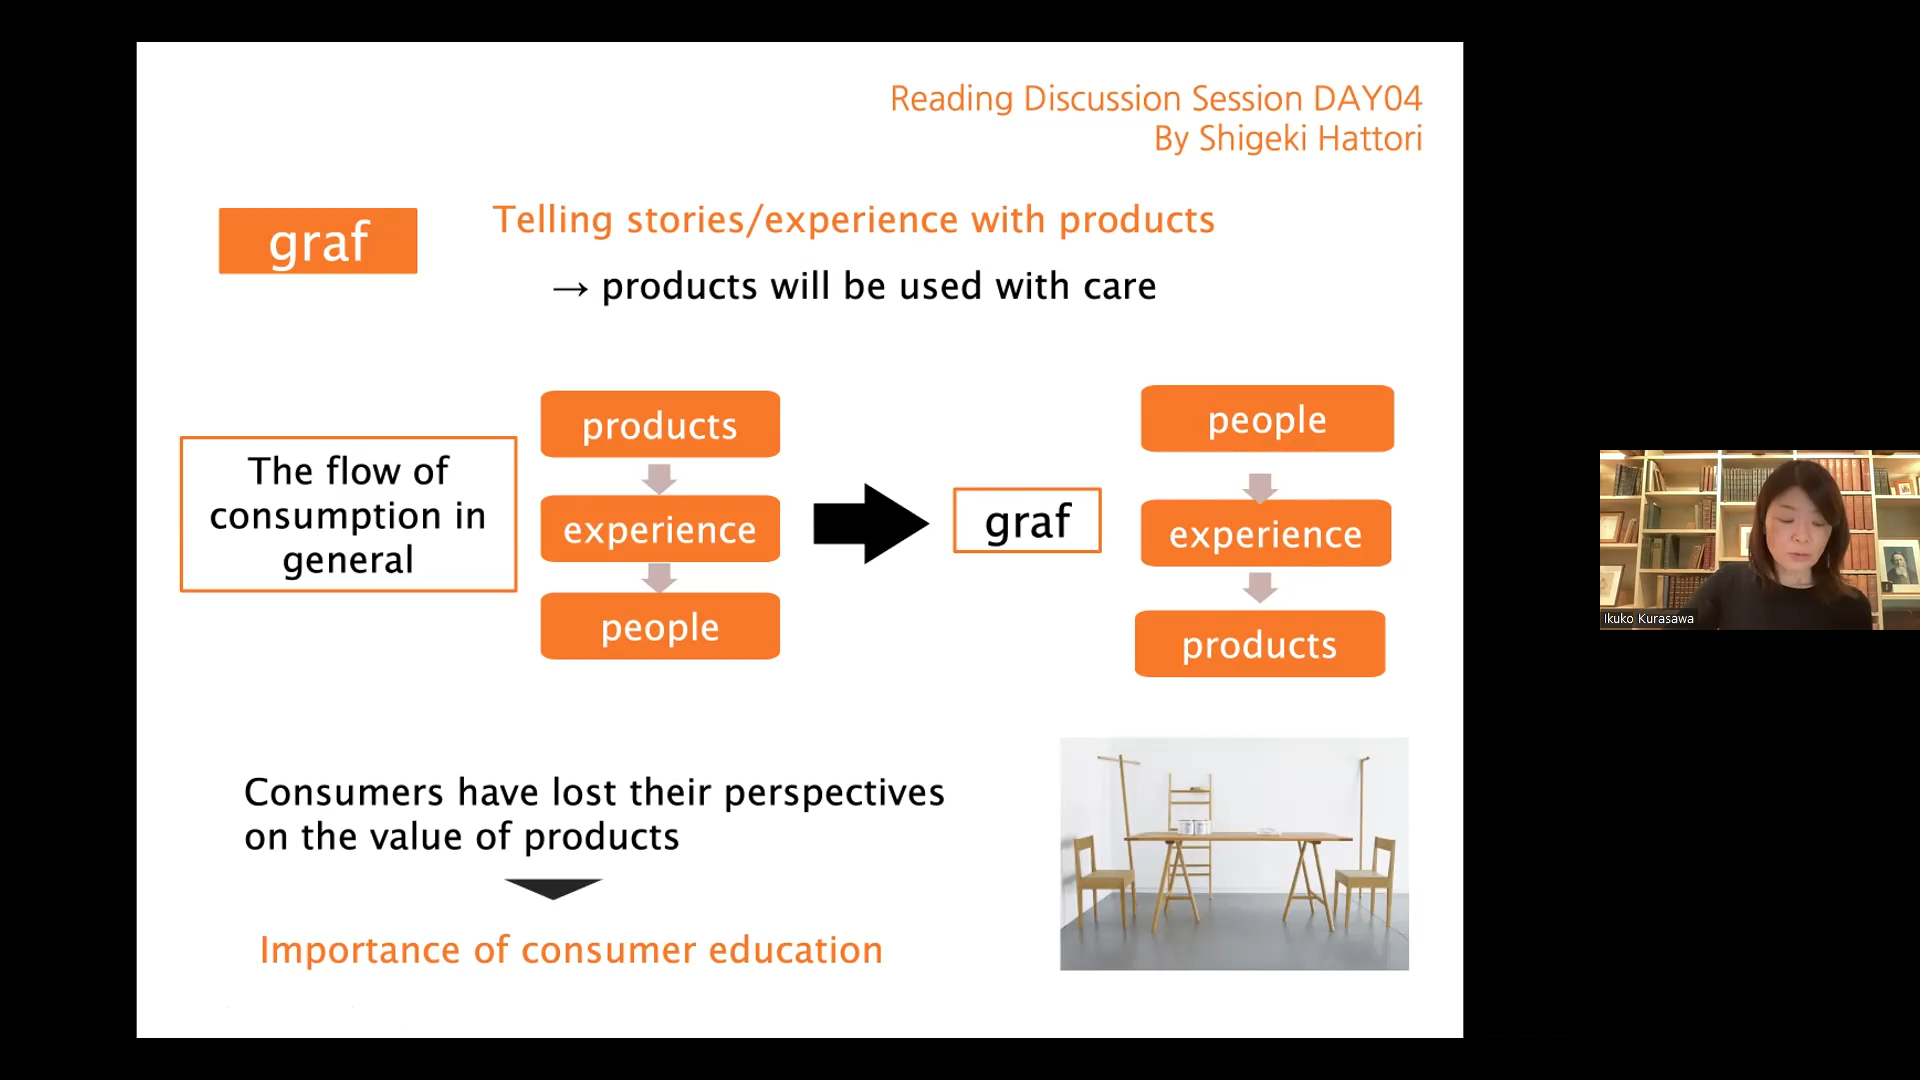 Reading Discussion Session DAY04
By Shigeki Hattori
graf
Telling stories/experience with products
→ products will be used with care
The flow of
consumption in
general
products
experience
people
graf
people
experience
products
Consumers have lost their perspectives
on the value of products
Importance of consumer education
Ikuko Kurasawa